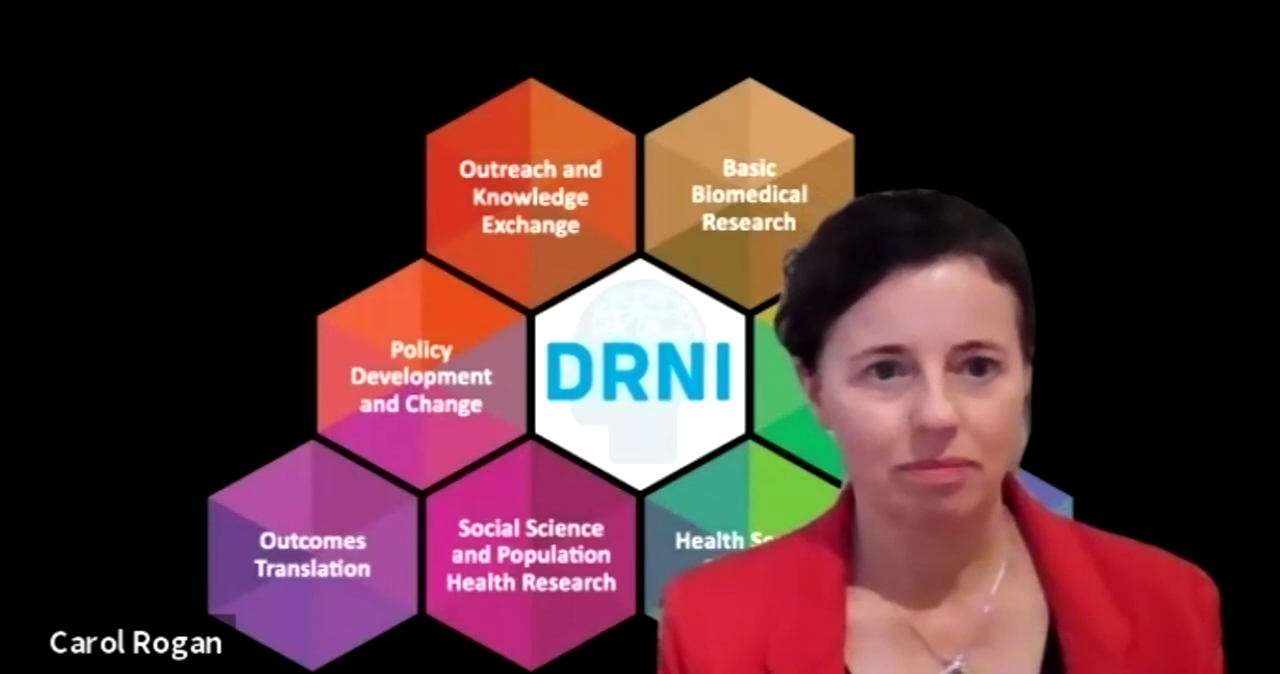 Outreach and
Knowledge
Exchange
Basic
Biomedical
Research
Policy
Development
and Change
DRNI
Outcomes
Translation
Social Science
and Population
Health Research
Health
Carol Rogan